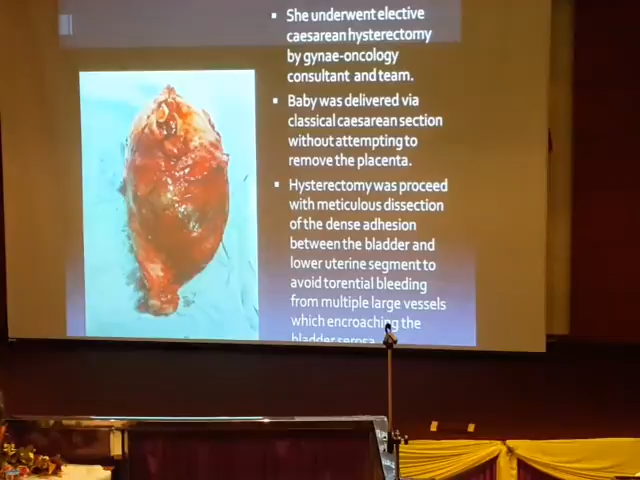 She underwent elective
caesarean hysterectomy
by gynae-oncology
consultant and team.
Baby was delivered via
classical caesarean section
without attempting to
remove the placenta.
Hysterectomy was proceed
with meticulous dissection
of the dense adhesion
between the bladder and
lower uterine segment to
avoid torential bleeding
from multiple large vessels
which encroaching the
bladder serosa